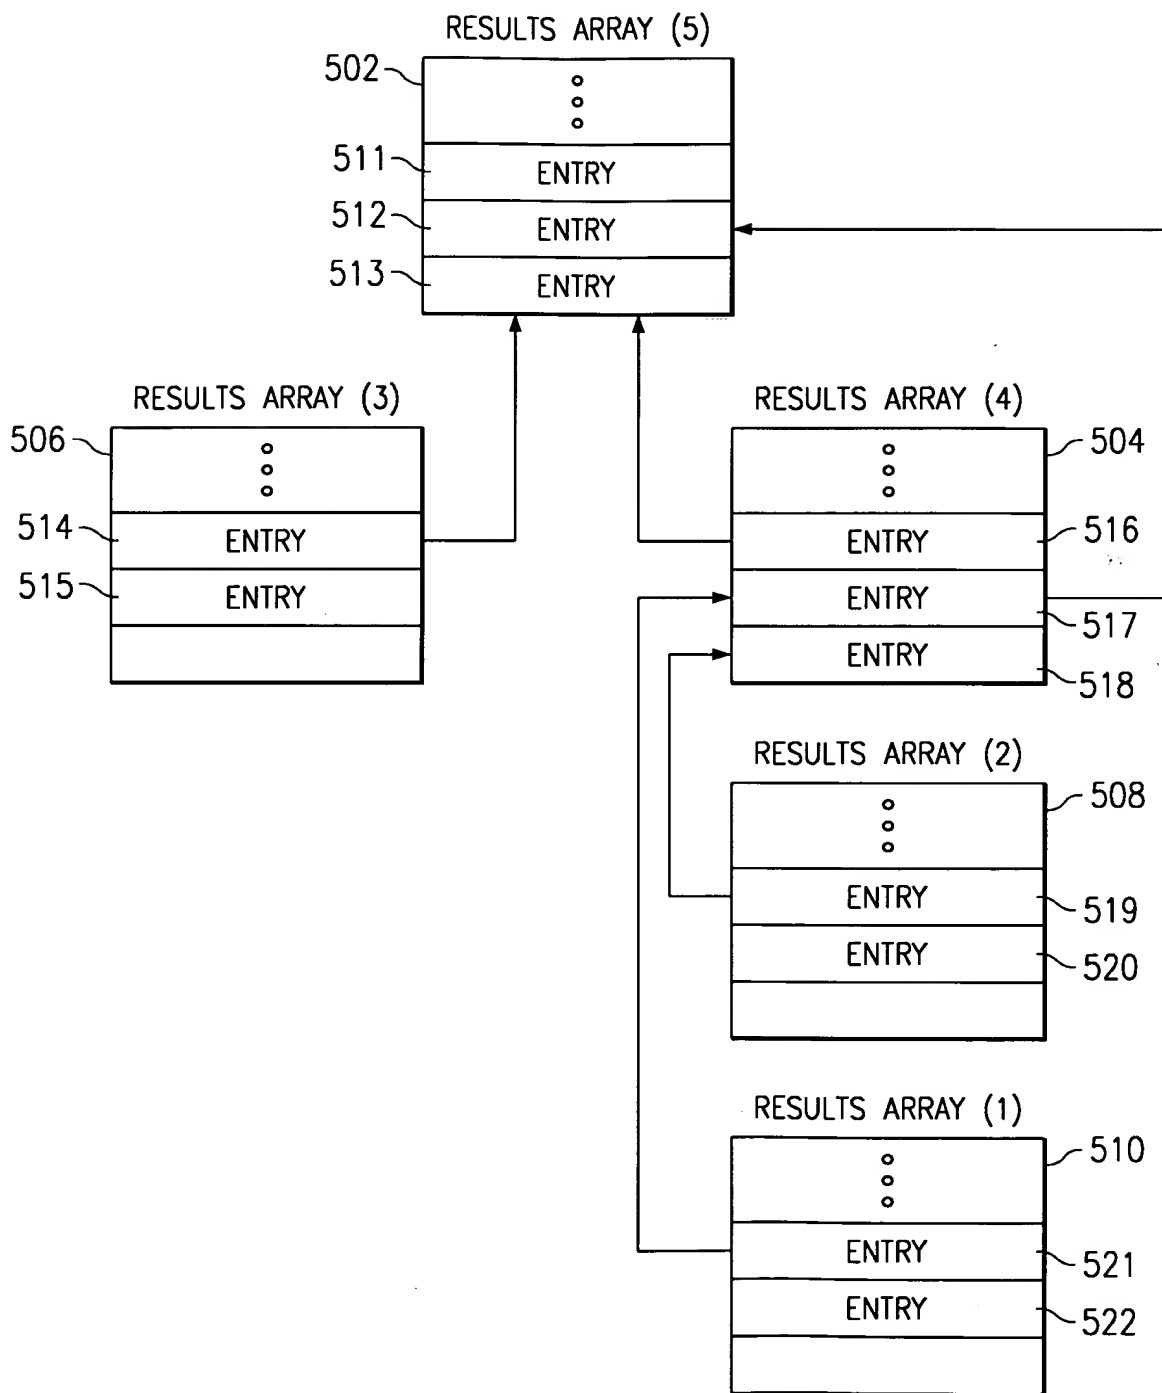 RESULTS ARRAY (5)
502
511 ENTRY
512 ENTRY
513 ENTRY
RESULTS ARRAY (3)
506
514 ENTRY
515 ENTRY
RESULTS ARRAY (4)
504
ENTRY 516
ENTRY 517
ENTRY 518
RESULTS ARRAY (2)
508
ENTRY 519
ENTRY 520
RESULTS ARRAY (1)
510
ENTRY 521
ENTRY 522